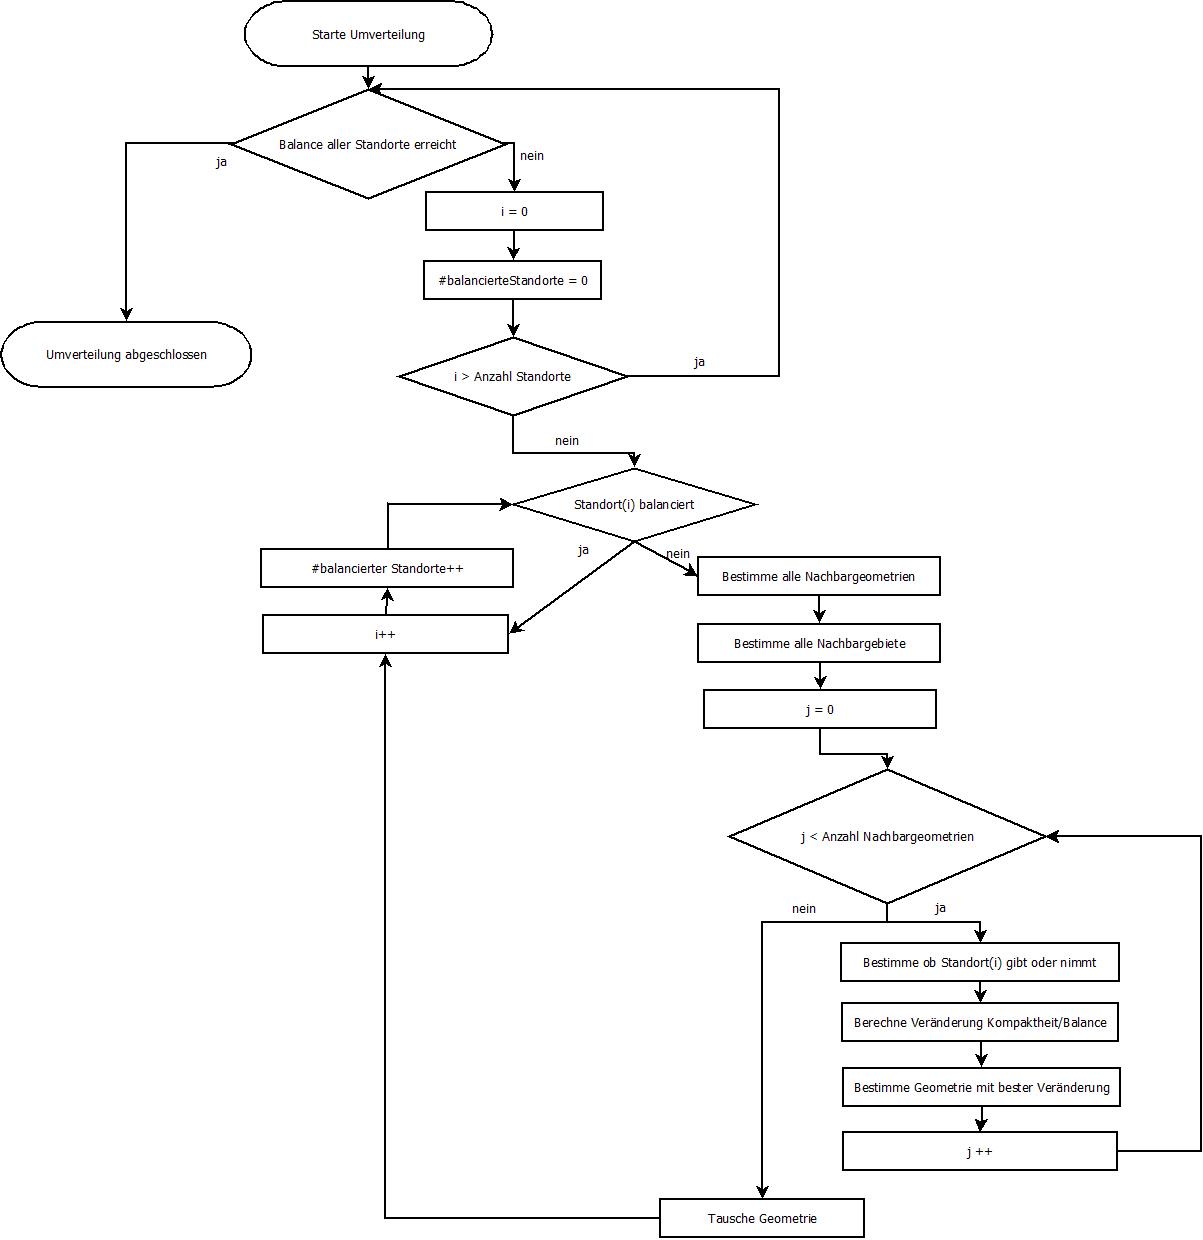 Starte Umverteilung
Balance aller Standorte erreicht
ja
nein
i = 0
#balancierteStandorte = 0
Umverteilung abgeschlossen
i > Anzahl Standorte
ja
nein
Standort(i) balanciert
ja
nein
#balancierter Standorte++
Bestimme alle Nachbargeometrien
i++
Bestimme alle Nachbargebiete
j = 0
j < Anzahl Nachbargeometrien
nein
ja
Bestimme ob Standort(i) gibt oder nimmt
Berechne Veränderung Kompaktheit/Balance
Bestimme Geometrie mit bester Veränderung
j ++
Tausche Geometrie